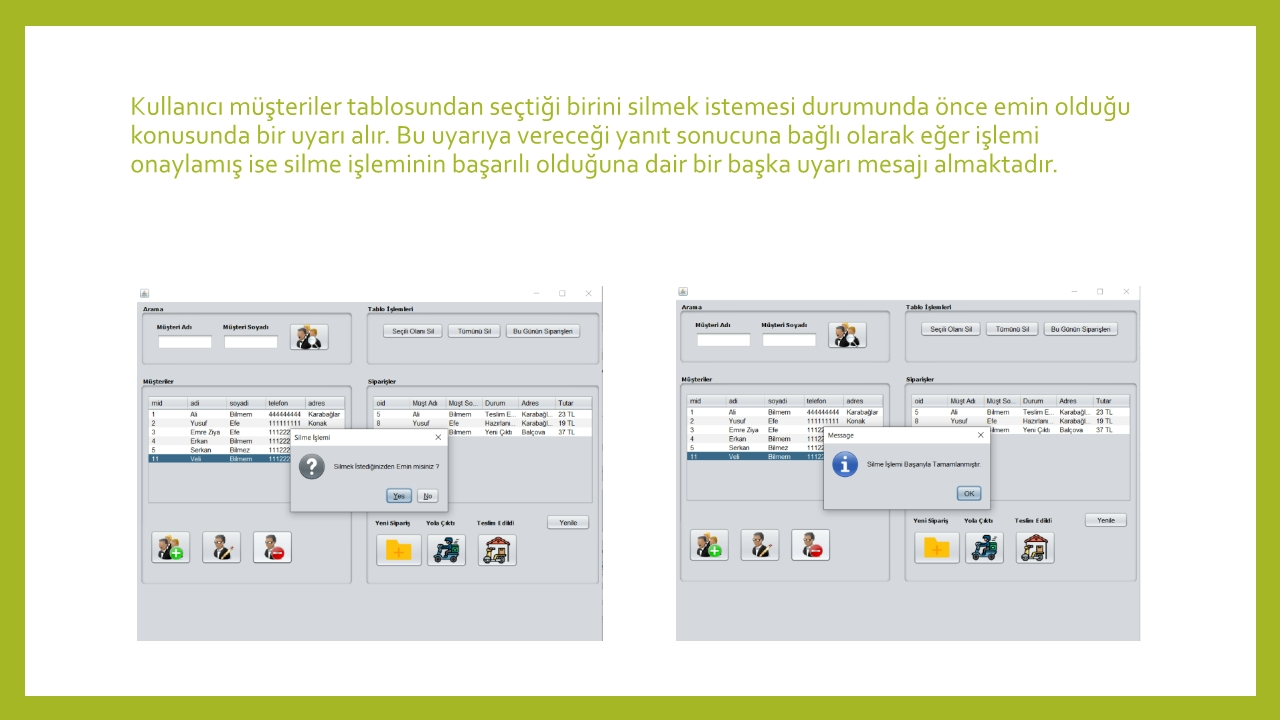 Kullanıcı müşteriler tablosundan seçtiği birini silmek istemesi durumunda önce emin olduğu
konusunda bir uyarı alır. Bu uyarıya vereceği yanıt sonucuna bağlı olarak eğer işlemi
onaylamış ise silme işleminin başarılı olduğuna dair bir başka uyarı mesajı almaktadır.
Arama
Tablo İşlemleri
Müşteri Adı Müşteri Soyadı
Seçili Olanı Sil Tümünü Sil Bu Günün Siparişleri
Müşteriler
Siparişler
mid adi soyadi telefon adres
1 Ali Bilmem 444444444 Karabağlar
2 Yusuf Efe 111111111 Konak
3 Emre Ziya Efe 111222
4 Erkan Bilmem 111222
5 Serkan Bilmez 111222
11 Veli Bilmem 111222
oid Müşt Adı Müşt So... Durum Adres Tutar
5 Ali Bilmem Teslim E... Karabağl... 23 TL
8 Yusuf Efe Hazırlanı... Karabağl... 19 TL
Bilmem Yeni Çıktı Balçova 37 TL
Silme İşlemi
Silmek İstediğinizden Emin misiniz ?
Yes No
Yeni Sipariş Yola Çıktı Teslim Edildi Yenile
Arama
Tablo İşlemleri
Müşteri Adı Müşteri Soyadı
Seçili Olanı Sil Tümünü Sil Bu Günün Siparişleri
Müşteriler
Siparişler
mid adi soyadi telefon adres
1 Ali Bilmem 444444444 Karabağlar
2 Yusuf Efe 111111111 Konak
3 Emre Ziya Efe 111222
4 Erkan Bilmem 111222
5 Serkan Bilmez 1112
11 Veli Bilmem 1112
oid Müşt Adı Müşt So... Durum Adres Tutar
5 Ali Bilmem Teslim E... Karabağl... 23 TL
8 Yusuf Efe Hazırlanı... Karabağl... 19 TL
ilmem Yeni Çıktı Balçova 37 TL
Message
Silme İşlemi Başarıyla Tamamlanmıştır.
OK
Yeni Sipariş Yola Çıktı Teslim Edildi Yenile